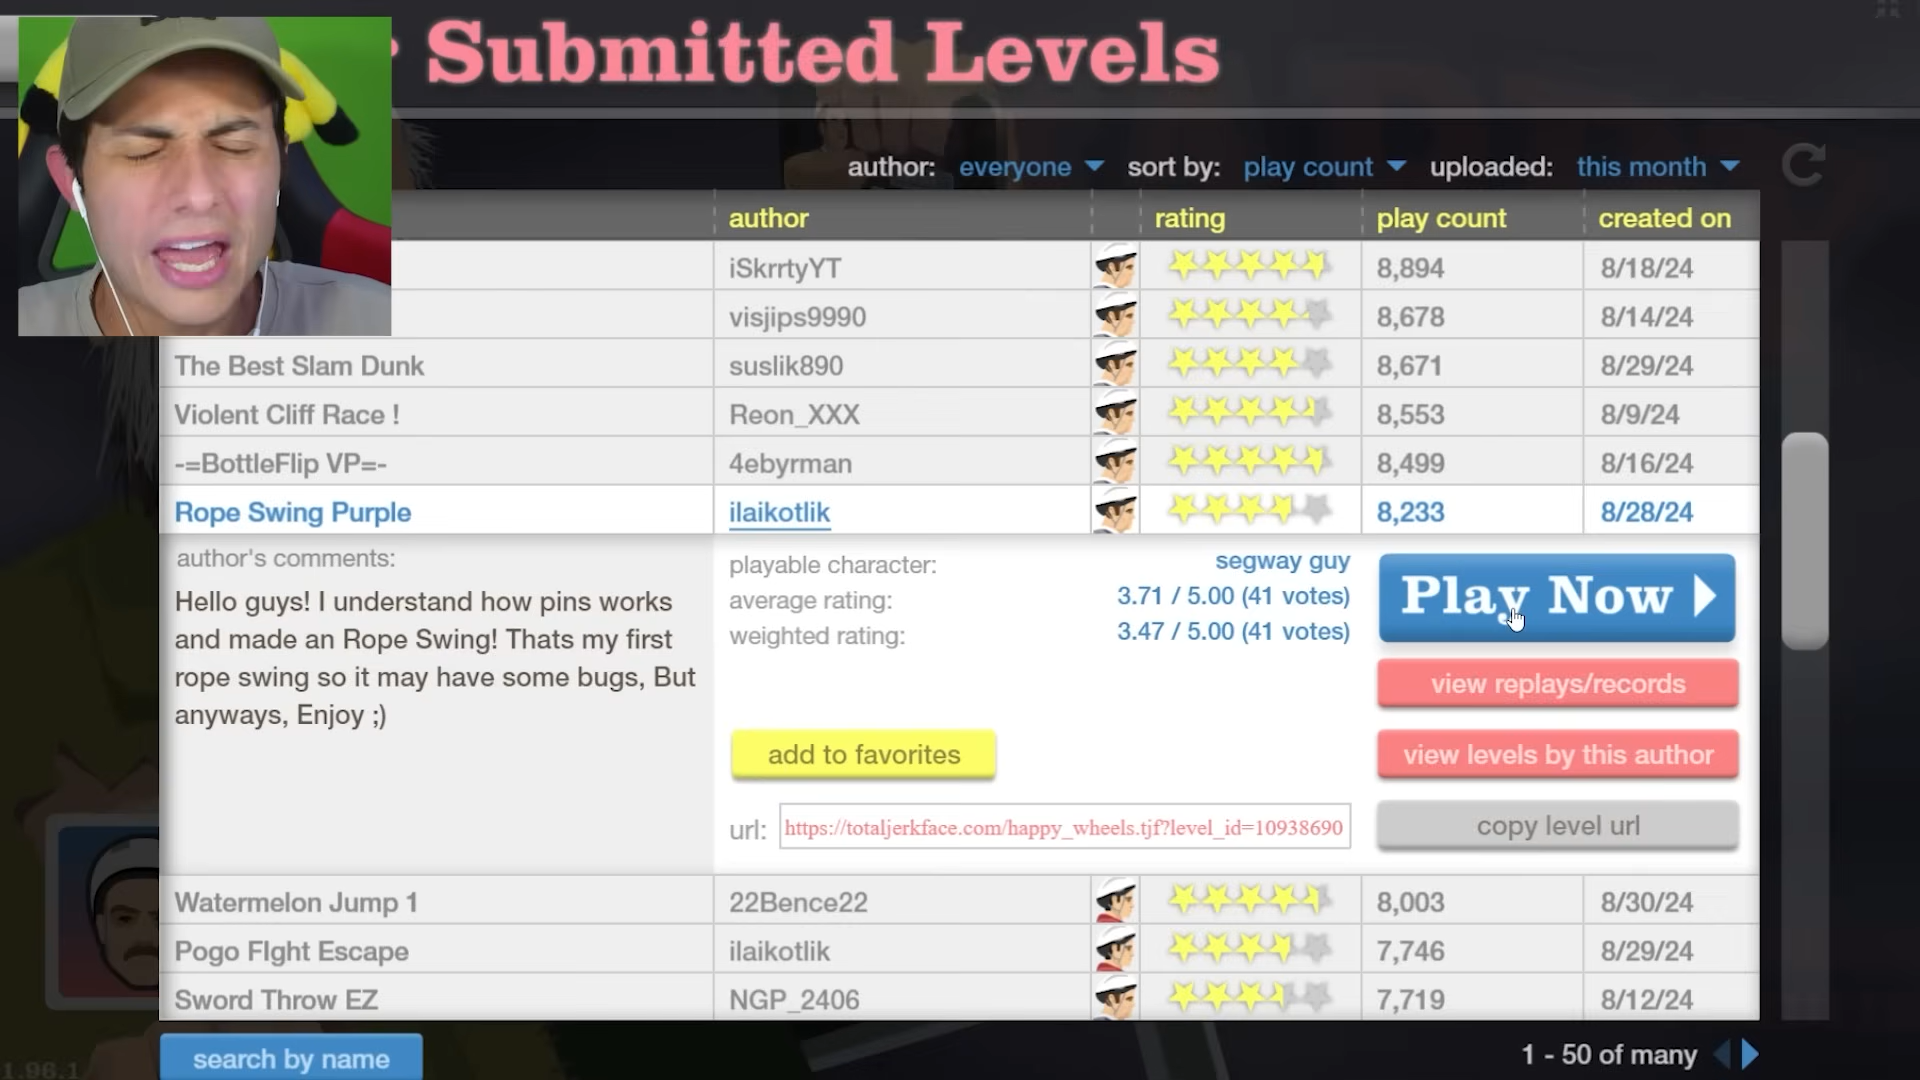 Submitted Levels
author: everyone sort by: play count uploaded: this month
author rating play count created on
iSkrrtyYT 8,894 8/18/24
visjips9990 8,678 8/14/24
The Best Slam Dunk suslik890 8,671 8/29/24
Violent Cliff Race ! Reon_XXX 8,553 8/9/24
-=BottleFlip VP=- 4ebyrman 8,499 8/16/24
Rope Swing Purple ilaikotlik 8,233 8/28/24
author's comments:
Hello guys! I understand how pins works
and made an Rope Swing! Thats my first
rope swing so it may have some bugs, But
anyways, Enjoy ;)
playable character: segway guy
average rating: 3.71 / 5.00 (41 votes)
weighted rating: 3.47 / 5.00 (41 votes)
Play Now
view replays/records
add to favorites
view levels by this author
url: https://totaljerkface.com/happy_wheels.tjf?level_id=10938690
copy level url
Watermelon Jump 1 22Bence22 8,003 8/30/24
Pogo FIght Escape ilaikotlik 7,746 8/29/24
Sword Throw EZ NGP_2406 7,719 8/12/24
search by name
1 - 50 of many
1.96.1